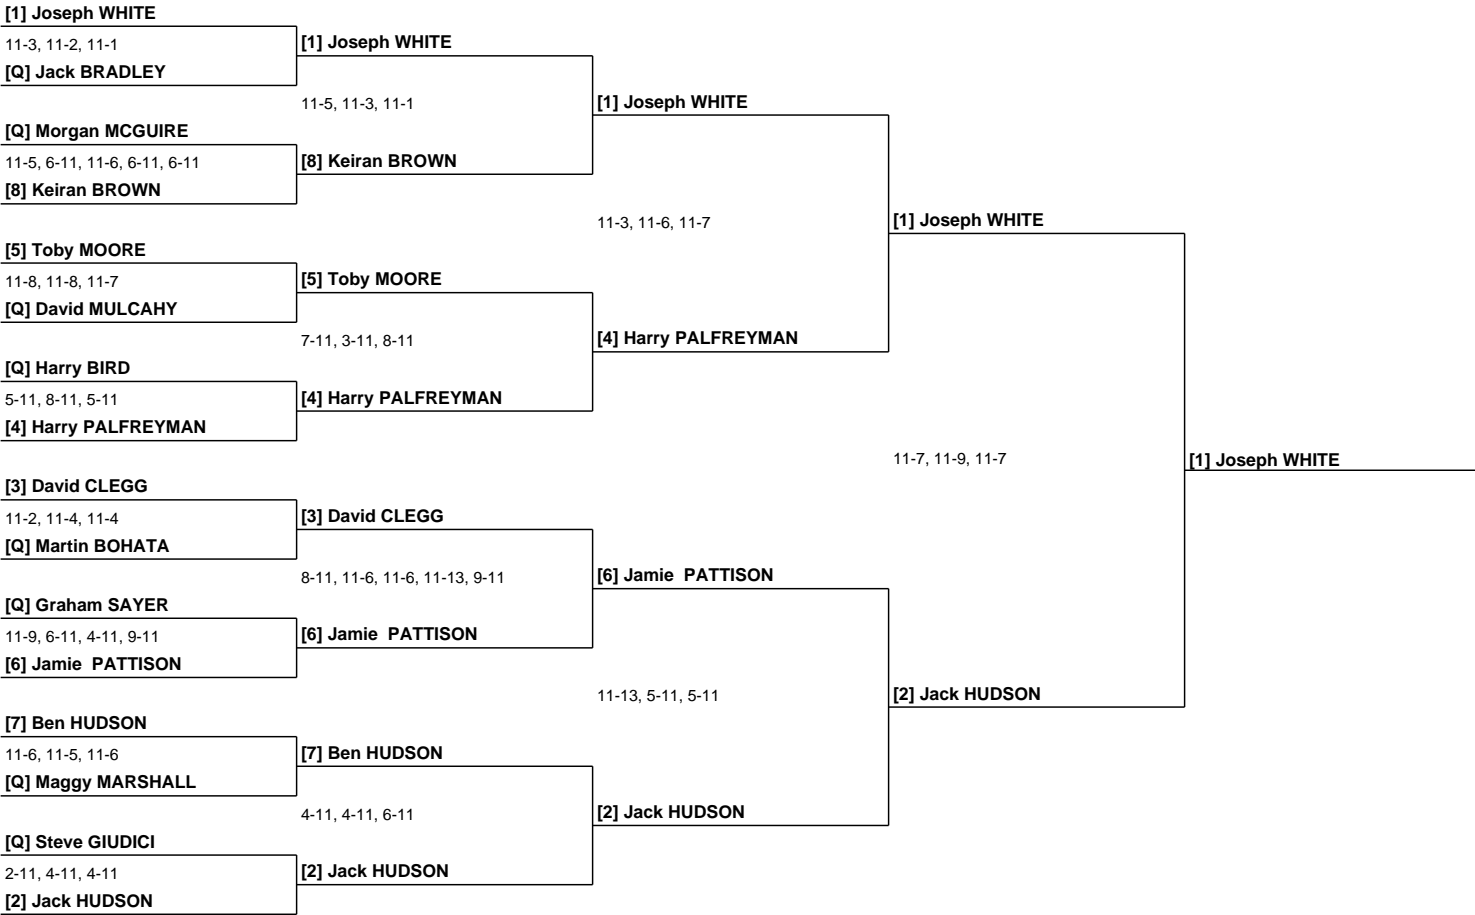 [1] Joseph WHITE
11-3, 11-2, 11-1
[Q] Jack BRADLEY
[Q] Morgan MCGUIRE
11-5, 6-11, 11-6, 6-11, 6-11
[8] Keiran BROWN
[5] Toby MOORE
11-8, 11-8, 11-7
[Q] David MULCAHY
[Q] Harry BIRD
5-11, 8-11, 5-11
[4] Harry PALFREYMAN
[3] David CLEGG
11-2, 11-4, 11-4
[Q] Martin BOHATA
[Q] Graham SAYER
11-9, 6-11, 4-11, 9-11
[6] Jamie  PATTISON
[7] Ben HUDSON
11-6, 11-5, 11-6
[Q] Maggy MARSHALL
[Q] Steve GIUDICI
2-11, 4-11, 4-11
[2] Jack HUDSON
[1] Joseph WHITE
11-5, 11-3, 11-1
[8] Keiran BROWN
[5] Toby MOORE
7-11, 3-11, 8-11
[4] Harry PALFREYMAN
[3] David CLEGG
8-11, 11-6, 11-6, 11-13, 9-11
[6] Jamie  PATTISON
[7] Ben HUDSON
4-11, 4-11, 6-11
[2] Jack HUDSON
[1] Joseph WHITE
11-3, 11-6, 11-7
[4] Harry PALFREYMAN
[6] Jamie  PATTISON
11-13, 5-11, 5-11
[2] Jack HUDSON
[1] Joseph WHITE
11-7, 11-9, 11-7
[2] Jack HUDSON
[1] Joseph WHITE